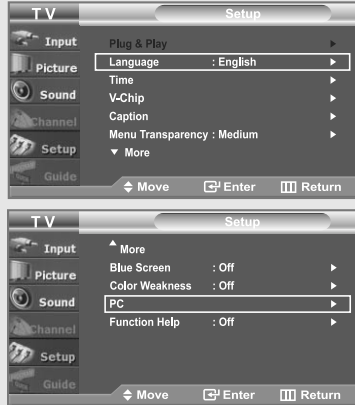 TV Setup
Input
Picture
Sound
Channel
Setup
Guide
Plug & Play
Language : English
Time
V-Chip
Caption
Menu Transparency : Medium
▼ More
Move Enter Return
TV Setup
Input
Picture
Sound
Channel
Setup
Guide
▲ More
Blue Screen : Off
Color Weakness : Off
PC
Function Help : Off
Move Enter Return